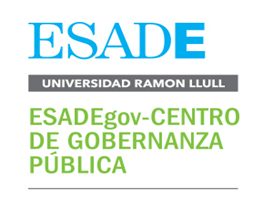 ESADE
UNIVERSIDAD RAMON LLULL
ESADEgov-CENTRO
DE GOBERNANZA
PÚBLICA